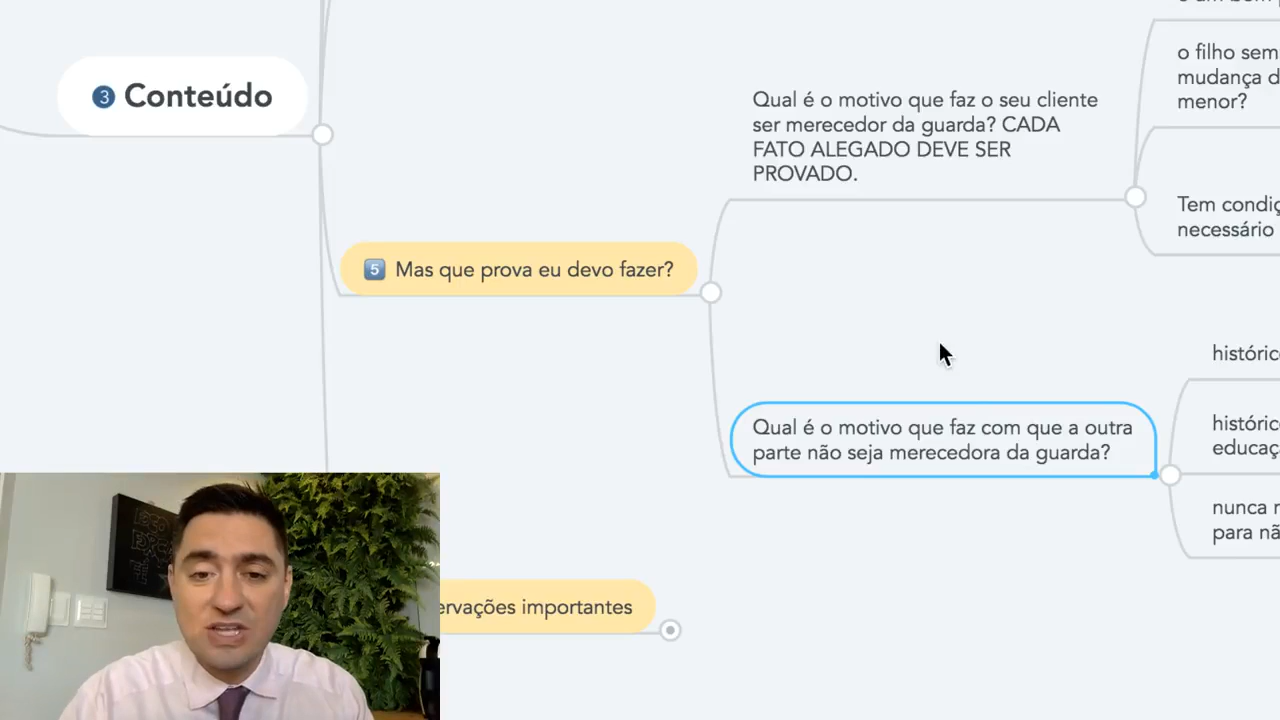 3 Conteúdo
Qual é o motivo que faz o seu cliente
ser merecedor da guarda? CADA
FATO ALEGADO DEVE SER
PROVADO.
o filho sem
mudança d
menor?
Tem condiç
necessário
5 Mas que prova eu devo fazer?
Qual é o motivo que faz com que a outra
parte não seja merecedora da guarda?
históric
históric
educaç
nunca
para nã
ervações importantes